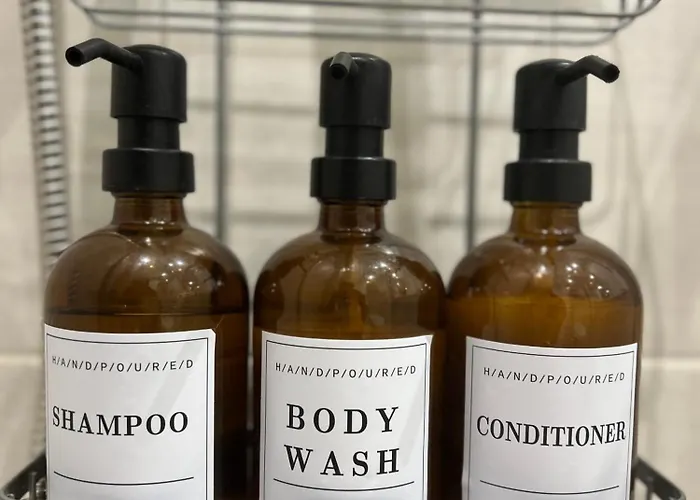 H/A/N/D/P/O/U/R/E/D
SHAMPOO
H/A/N/D/P/O/U/R/E/D
BODY
WASH
H/A/N/D/P/O/U/R/E/D
CONDITIONER